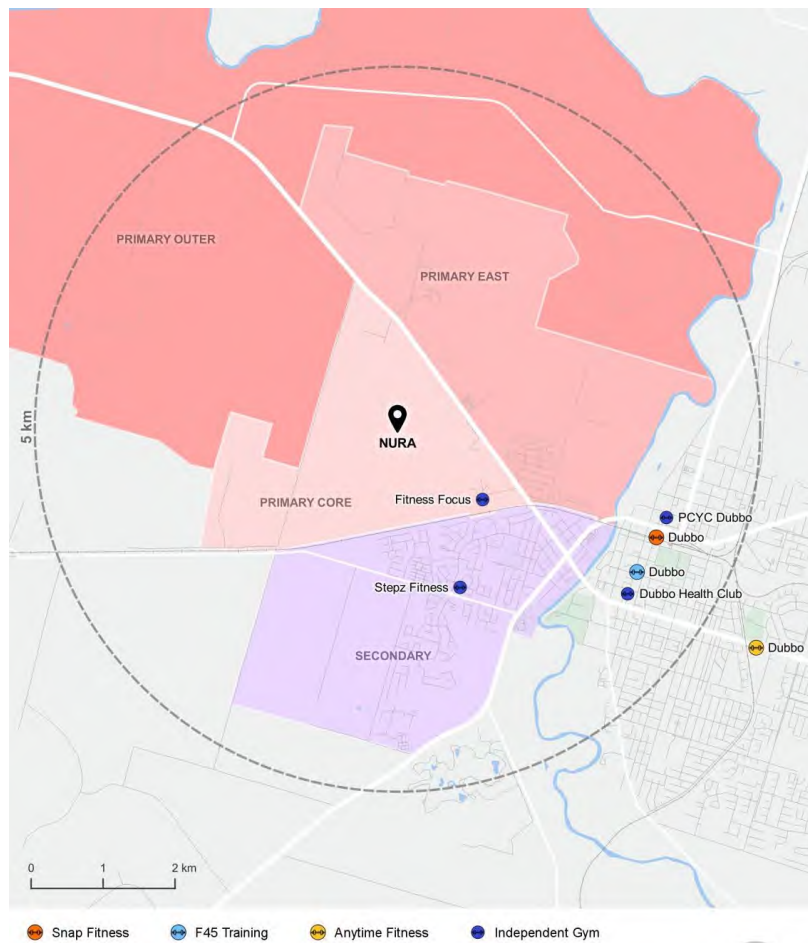 PRIMARY OUTER
PRIMARY EAST
5 km
NURA
PRIMARY CORE
Fitness Focus
PCYC Dubbo
Dubbo
Dubbo
Stepz Fitness
Dubbo Health Club
Dubbo
SECONDARY
0 1 2 km
Snap Fitness
F45 Training
Anytime Fitness
Independent Gym